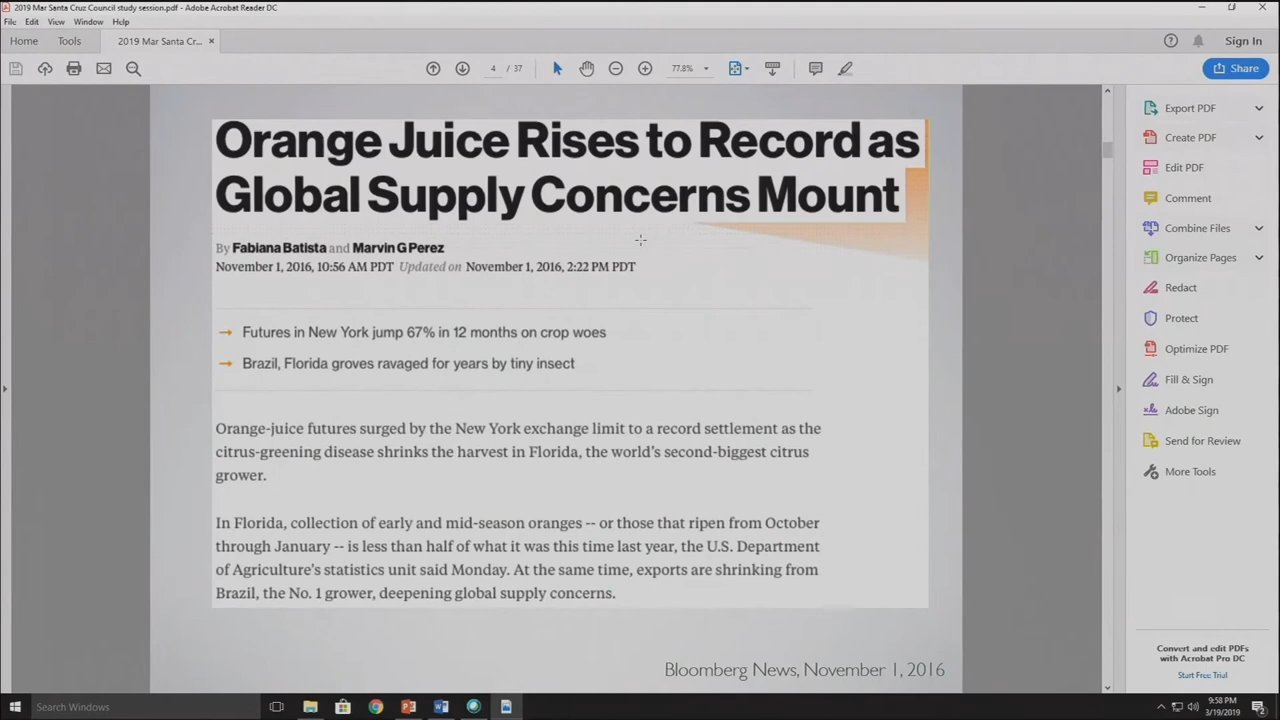 2019 Mar Santa Cruz Council study session.pdf - Adobe Acrobat Reader DC
File Edit View Window Help
Home Tools 2019 Mar Santa Cr... × Sign In
4 / 37 77.8% Share
Orange Juice Rises to Record as
Global Supply Concerns Mount
By Fabiana Batista and Marvin G Perez
November 1, 2016, 10:56 AM PDT Updated on November 1, 2016, 2:22 PM PDT
→ Futures in New York jump 67% in 12 months on crop woes
→ Brazil, Florida groves ravaged for years by tiny insect
Orange-juice futures surged by the New York exchange limit to a record settlement as the
citrus-greening disease shrinks the harvest in Florida, the world's second-biggest citrus
grower.
In Florida, collection of early and mid-season oranges -- or those that ripen from October
through January -- is less than half of what it was this time last year, the U.S. Department
of Agriculture's statistics unit said Monday. At the same time, exports are shrinking from
Brazil, the No. 1 grower, deepening global supply concerns.
Bloomberg News, November 1, 2016
Export PDF
Create PDF
Edit PDF
Comment
Combine Files
Organize Pages
Redact
Protect
Optimize PDF
Fill & Sign
Adobe Sign
Send for Review
More Tools
Convert and edit PDFs
with Acrobat Pro DC
Start Free Trial
Search Windows
9:58 PM
3/19/2019
2